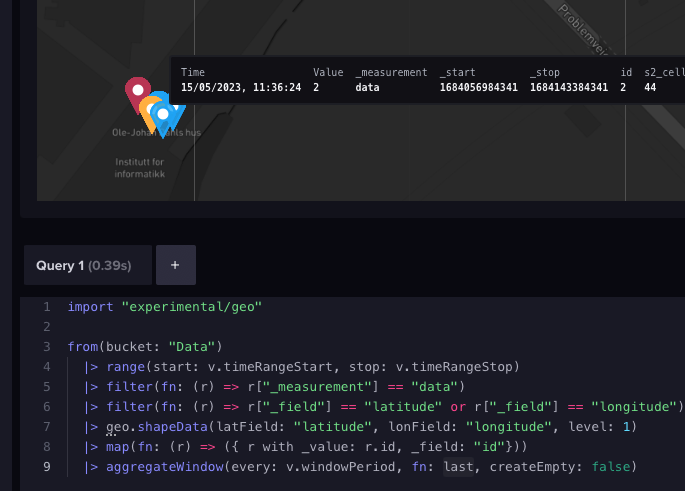 Problemvei
Time Value _measurement _start _stop id s2_cell
15/05/2023, 11:36:24 2 data 1684056984341 1684143384341 2 44
Ole-Johan hls hus
Institutt for
informatikk
Query 1 (0.39s)
+
1 import "experimental/geo"
2
3 from(bucket: "Data")
4 |> range(start: v.timeRangeStart, stop: v.timeRangeStop)
5 |> filter(fn: (r) => r["_measurement"] == "data")
6 |> filter(fn: (r) => r["_field"] == "latitude" or r["_field"] == "longitude")
7 |> geo.shapeData(latField: "latitude", lonField: "longitude", level: 1)
8 |> map(fn: (r) => ({ r with _value: r.id, _field: "id"}))
9 |> aggregateWindow(every: v.windowPeriod, fn: last, createEmpty: false)